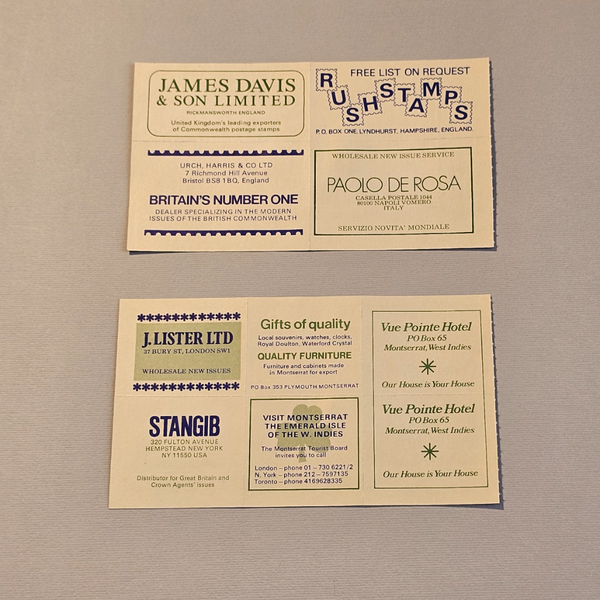 JAMES DAVIS
& SON LIMITED
RICKMANSWORTH ENGLAND
United Kingdom's leading exporters
of Commonwealth postage stamps
FREE LIST ON REQUEST
RUSHSTAMPS
P.O. BOX ONE, LYNDHURST, HAMPSHIRE, ENGLAND.
URCH, HARRIS & CO LTD
7 Richmond Hill Avenue
Bristol BS8 1BQ, England
BRITAIN'S NUMBER ONE
DEALER SPECIALIZING IN THE MODERN
ISSUES OF THE BRITISH COMMONWEALTH
WHOLESALE NEW ISSUE SERVICE
PAOLO DE ROSA
CASELLA POSTALE 1044
80100 NAPOLI VOMERO
ITALY
SERVIZIO NOVITA' MONDIALE
J. LISTER LTD
37 BURY ST, LONDON SW1
WHOLESALE NEW ISSUES
Gifts of quality
Local souvenirs, watches, clocks,
Royal Doulton, Waterford Crystal
QUALITY FURNITURE
Furniture and cabinets made
in Montserrat for export
PO Box 353 PLYMOUTH MONTSERRAT
Vue Pointe Hotel
PO Box 65
Montserrat, West Indies
Our House is Your House
STANGIB
320 FULTON AVENUE
HEMPSTEAD NEW YORK
NY 11550 USA
Distributor for Great Britain and
Crown Agents' issues
VISIT MONTSERRAT
THE EMERALD ISLE
OF THE W. INDIES
The Montserrat Tourist Board
invites you to call
London – phone 01 – 730 6221/2
N. York – phone 212 – 7597135
Toronto – phone 4169628335
Vue Pointe Hotel
PO Box 65
Montserrat, West Indies
Our House is Your House